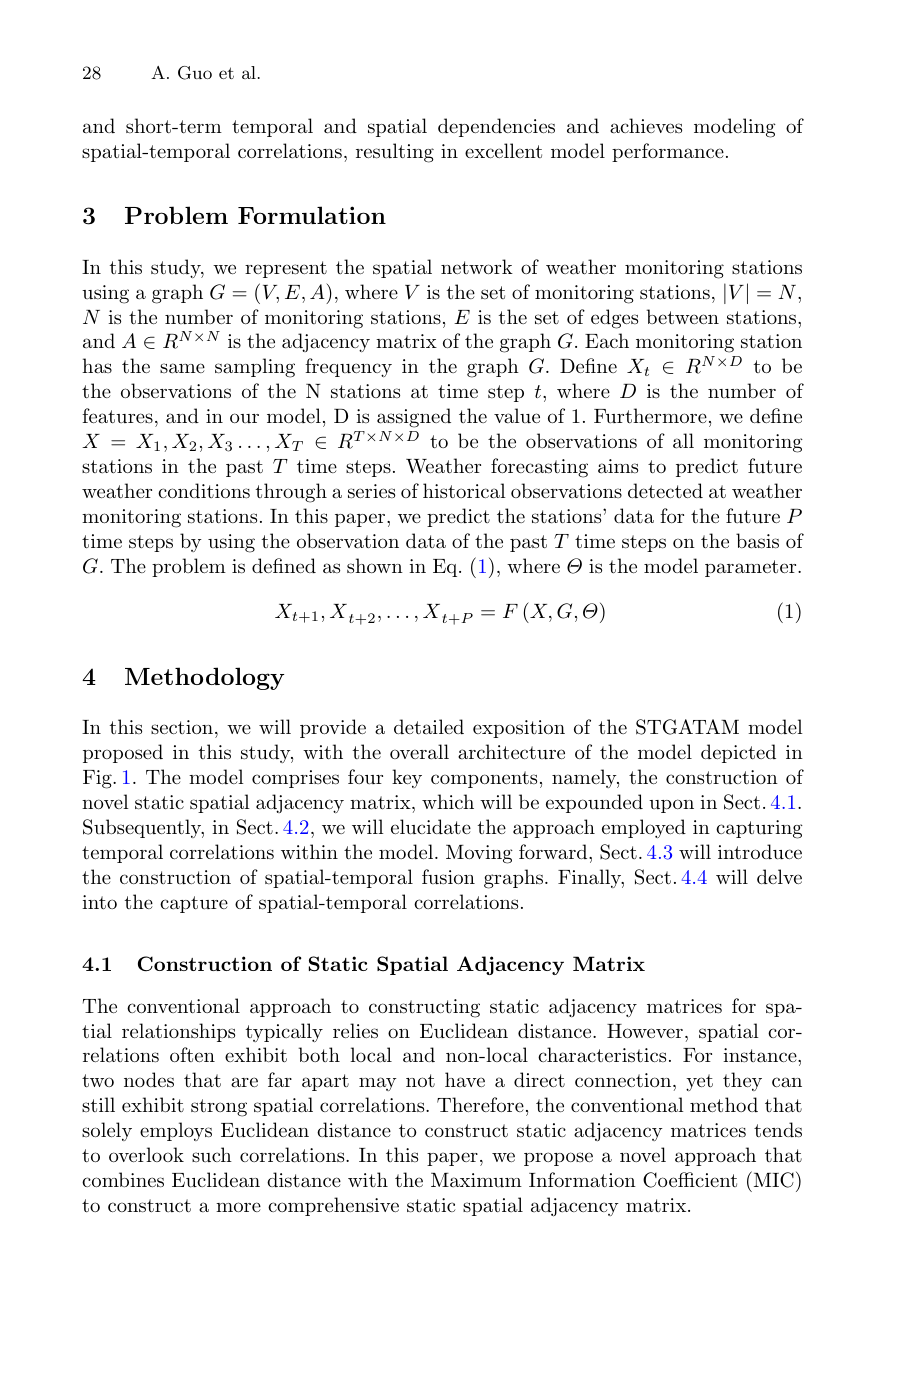 28 A. Guo et al.
and short-term temporal and spatial dependencies and achieves modeling of
spatial-temporal correlations, resulting in excellent model performance.
3 Problem Formulation
In this study, we represent the spatial network of weather monitoring stations
using a graph G = (V, E, A), where V is the set of monitoring stations, |V| = N,
N is the number of monitoring stations, E is the set of edges between stations,
and A ∈ R^{N×N} is the adjacency matrix of the graph G. Each monitoring station
has the same sampling frequency in the graph G. Define X_t ∈ R^{N×D} to be
the observations of the N stations at time step t, where D is the number of
features, and in our model, D is assigned the value of 1. Furthermore, we define
X = X_1, X_2, X_3 . . . , X_T ∈ R^{T×N×D} to be the observations of all monitoring
stations in the past T time steps. Weather forecasting aims to predict future
weather conditions through a series of historical observations detected at weather
monitoring stations. In this paper, we predict the stations' data for the future P
time steps by using the observation data of the past T time steps on the basis of
G. The problem is defined as shown in Eq. (1), where Θ is the model parameter.
X_{t+1}, X_{t+2}, . . . , X_{t+P} = F (X, G, Θ) (1)
4 Methodology
In this section, we will provide a detailed exposition of the STGATAM model
proposed in this study, with the overall architecture of the model depicted in
Fig. 1. The model comprises four key components, namely, the construction of
novel static spatial adjacency matrix, which will be expounded upon in Sect. 4.1.
Subsequently, in Sect. 4.2, we will elucidate the approach employed in capturing
temporal correlations within the model. Moving forward, Sect. 4.3 will introduce
the construction of spatial-temporal fusion graphs. Finally, Sect. 4.4 will delve
into the capture of spatial-temporal correlations.
4.1 Construction of Static Spatial Adjacency Matrix
The conventional approach to constructing static adjacency matrices for spa-
tial relationships typically relies on Euclidean distance. However, spatial cor-
relations often exhibit both local and non-local characteristics. For instance,
two nodes that are far apart may not have a direct connection, yet they can
still exhibit strong spatial correlations. Therefore, the conventional method that
solely employs Euclidean distance to construct static adjacency matrices tends
to overlook such correlations. In this paper, we propose a novel approach that
combines Euclidean distance with the Maximum Information Coefficient (MIC)
to construct a more comprehensive static spatial adjacency matrix.